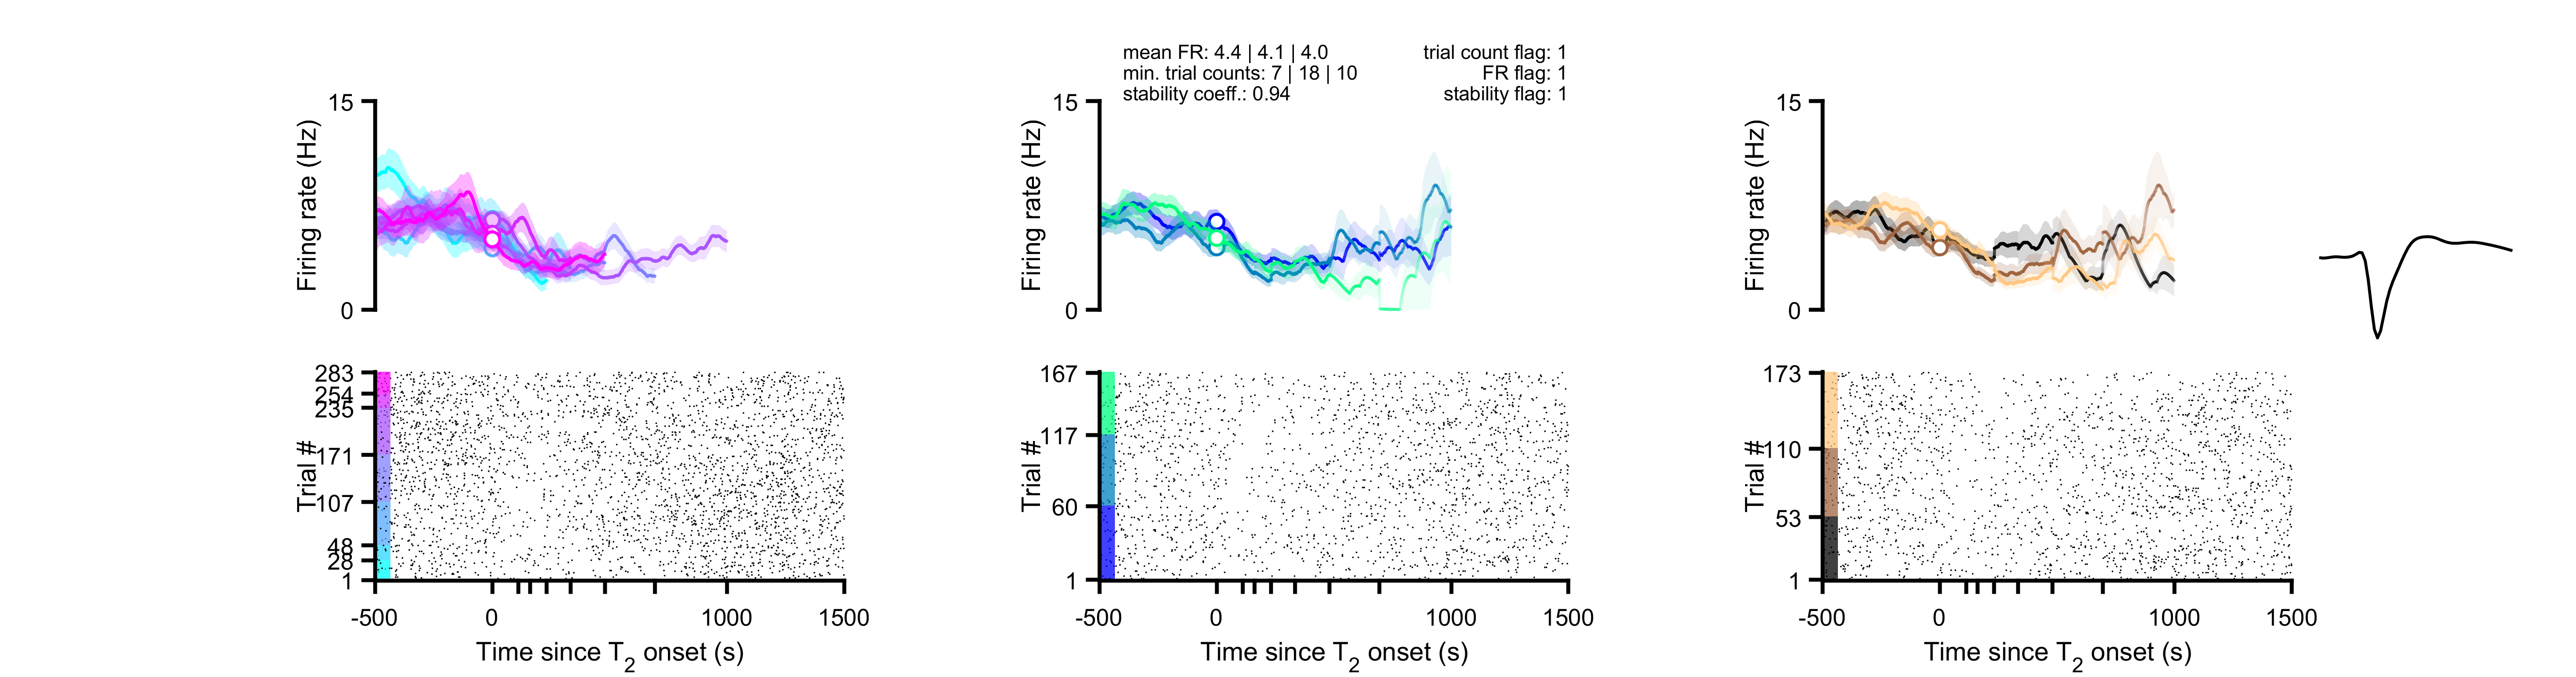 mean FR: 4.4 | 4.1 | 4.0
min. trial counts: 7 | 18 | 10
stability coeff.: 0.94
trial count flag: 1
FR flag: 1
stability flag: 1
15
Firing rate (Hz)
0
283
254
235
171
107
48
28
1
Trial #
-500
0
1000
1500
Time since T2 onset (s)
15
Firing rate (Hz)
0
167
117
60
1
Trial #
-500
0
1000
1500
Time since T2 onset (s)
15
Firing rate (Hz)
0
173
110
53
1
Trial #
-500
0
1000
1500
Time since T2 onset (s)